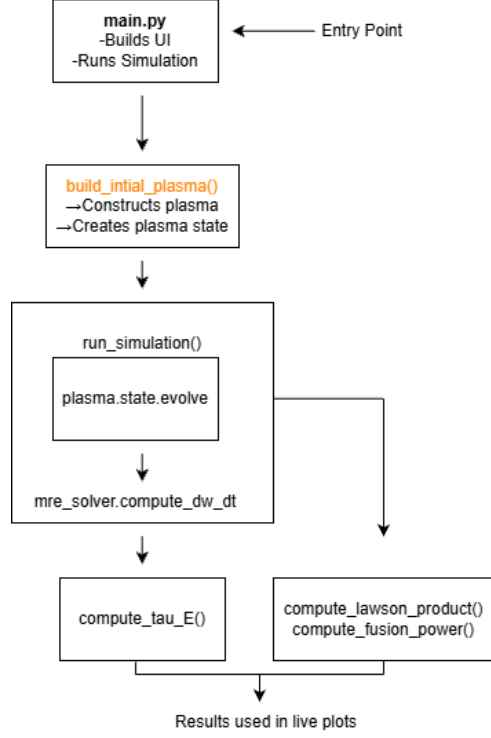 main.py
-Builds UI
-Runs Simulation
Entry Point
build_intial_plasma()
→Constructs plasma
→Creates plasma state
run_simulation()
plasma.state.evolve
mre_solver.compute_dw_dt
compute_tau_E()
compute_lawson_product()
compute_fusion_power()
Results used in live plots